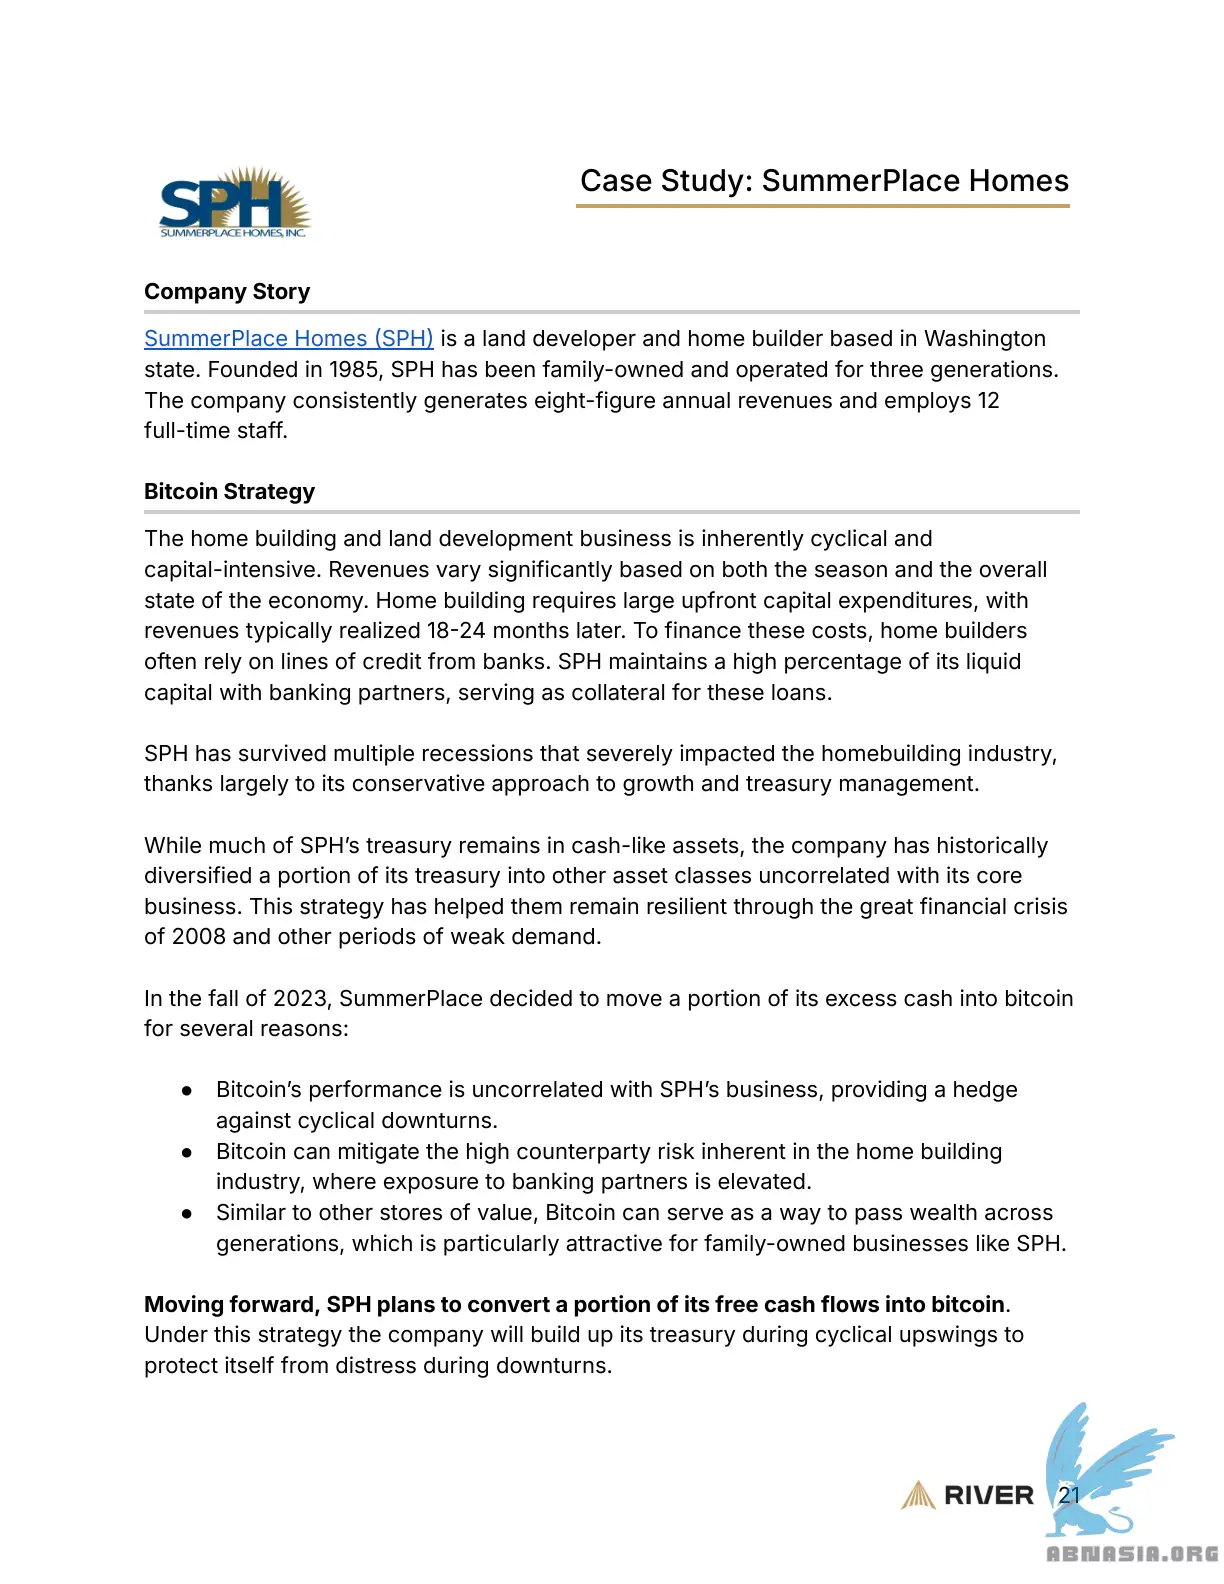 SPH
SUMMERPLACE HOMES, INC.
Case Study: SummerPlace Homes
Company Story
SummerPlace Homes (SPH) is a land developer and home builder based in Washington
state. Founded in 1985, SPH has been family-owned and operated for three generations.
The company consistently generates eight-figure annual revenues and employs 12
full-time staff.
Bitcoin Strategy
The home building and land development business is inherently cyclical and
capital-intensive. Revenues vary significantly based on both the season and the overall
state of the economy. Home building requires large upfront capital expenditures, with
revenues typically realized 18-24 months later. To finance these costs, home builders
often rely on lines of credit from banks. SPH maintains a high percentage of its liquid
capital with banking partners, serving as collateral for these loans.
SPH has survived multiple recessions that severely impacted the homebuilding industry,
thanks largely to its conservative approach to growth and treasury management.
While much of SPH’s treasury remains in cash-like assets, the company has historically
diversified a portion of its treasury into other asset classes uncorrelated with its core
business. This strategy has helped them remain resilient through the great financial crisis
of 2008 and other periods of weak demand.
In the fall of 2023, SummerPlace decided to move a portion of its excess cash into bitcoin
for several reasons:
● Bitcoin’s performance is uncorrelated with SPH’s business, providing a hedge
against cyclical downturns.
● Bitcoin can mitigate the high counterparty risk inherent in the home building
industry, where exposure to banking partners is elevated.
● Similar to other stores of value, Bitcoin can serve as a way to pass wealth across
generations, which is particularly attractive for family-owned businesses like SPH.
Moving forward, SPH plans to convert a portion of its free cash flows into bitcoin.
Under this strategy the company will build up its treasury during cyclical upswings to
protect itself from distress during downturns.
RIVER 21
ABNASIA.ORG